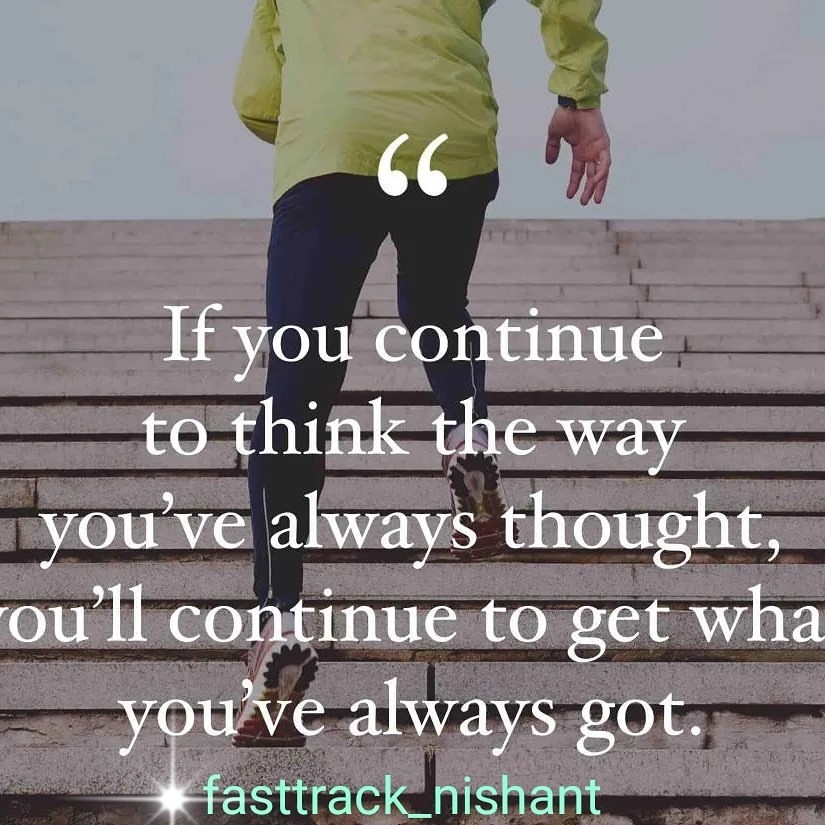 “
If you continue
to think the way
you’ve always thought,
you’ll continue to get wha
you’ve always got.
fasttrack_nishant